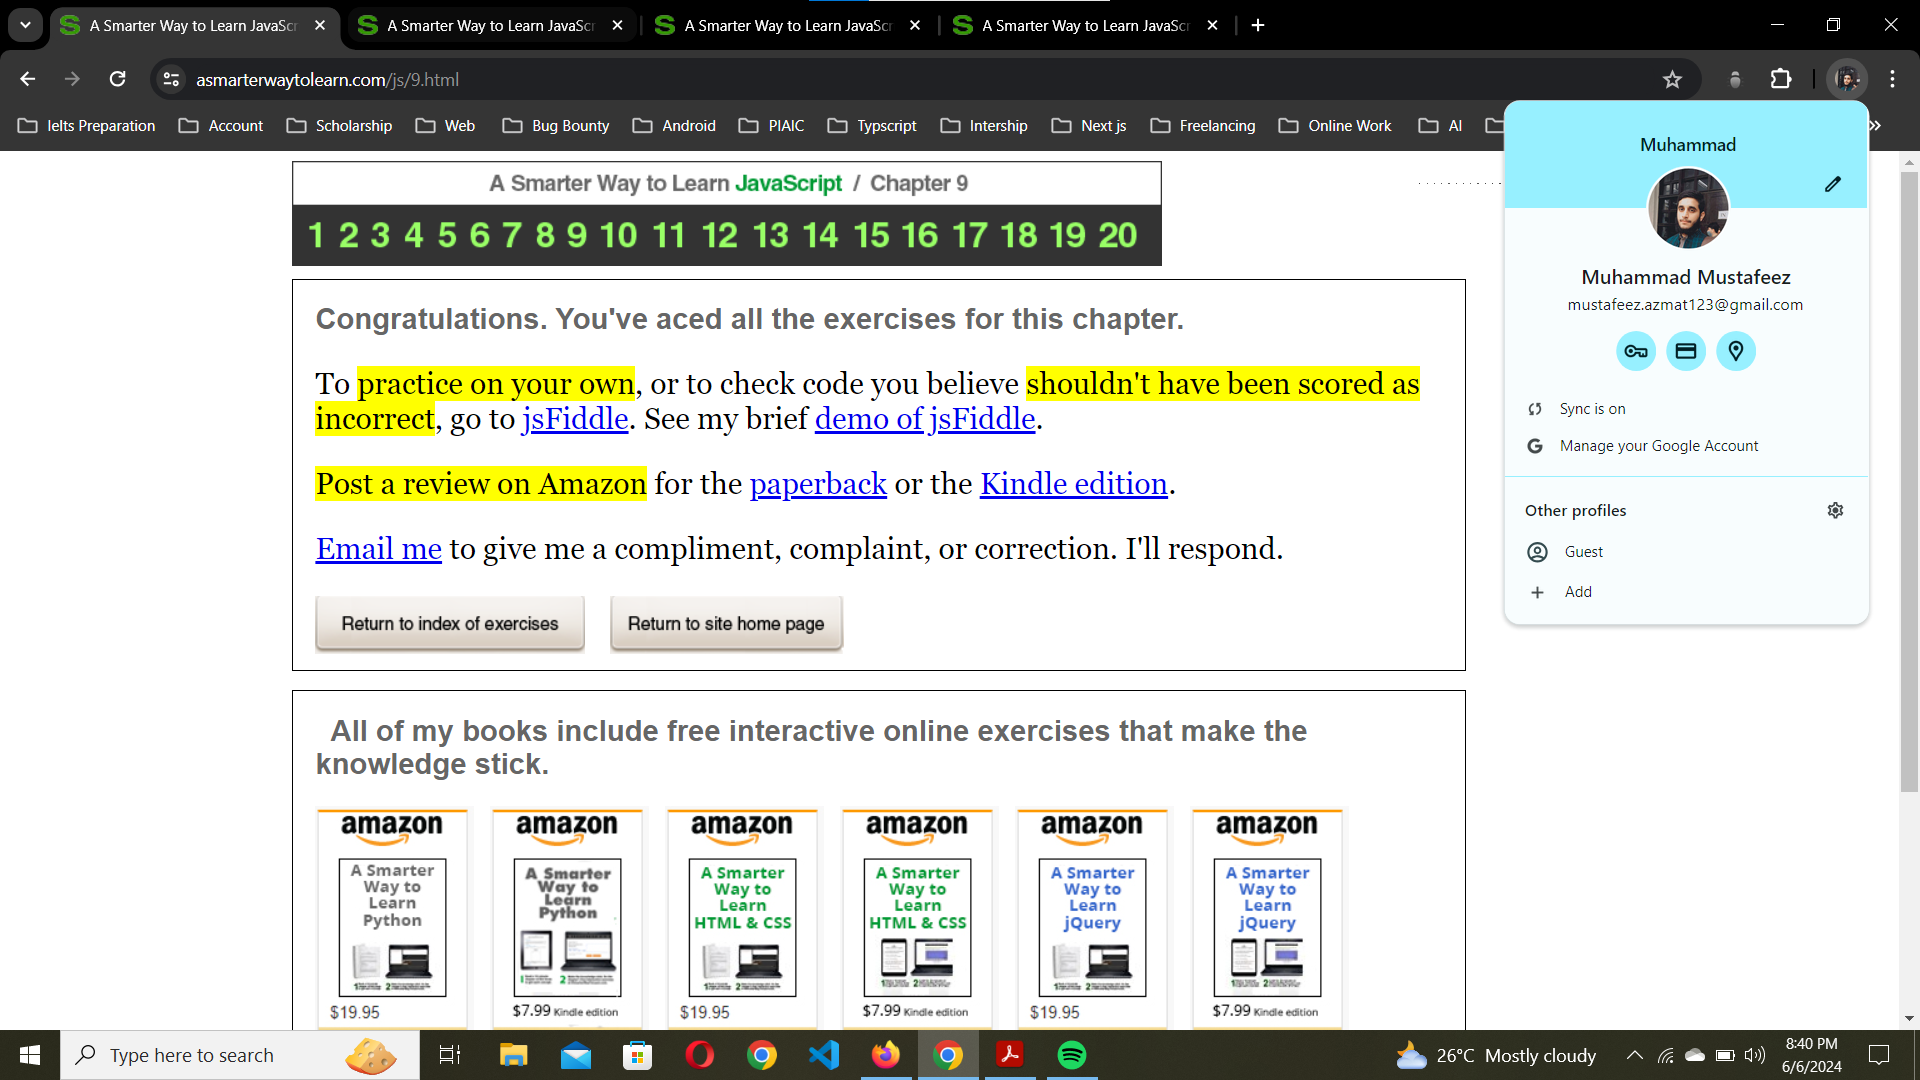 A Smarter Way to Learn JavaScr
A Smarter Way to Learn JavaSc
A Smarter Way to Learn JavaSc
A Smarter Way to Learn JavaScr
asmarterwaytolearn.com/js/9.html
Ielts Preparation Account Scholarship Web Bug Bounty Android PIAIC Typscript Intership Next js Freelancing Online Work AI
A Smarter Way to Learn JavaScript / Chapter 9
1 2 3 4 5 6 7 8 9 10 11 12 13 14 15 16 17 18 19 20
Congratulations. You've aced all the exercises for this chapter.
To practice on your own, or to check code you believe shouldn't have been scored as
incorrect, go to jsFiddle. See my brief demo of jsFiddle.
Post a review on Amazon for the paperback or the Kindle edition.
Email me to give me a compliment, complaint, or correction. I'll respond.
Return to index of exercises Return to site home page
Muhammad
Muhammad Mustafeez
mustafeez.azmat123@gmail.com
Sync is on
Manage your Google Account
Other profiles
Guest
Add
All of my books include free interactive online exercises that make the
knowledge stick.
amazon
A Smarter
Way to
Learn
Python
$19.95
amazon
A Smarter
Way to
Learn
Python
$7.99 Kindle edition
amazon
A Smarter
Way to
Learn
HTML & CSS
$19.95
amazon
A Smarter
Way to
Learn
HTML & CSS
$7.99 Kindle edition
amazon
A Smarter
Way to
Learn
jQuery
$19.95
amazon
A Smarter
Way to
Learn
jQuery
$7.99 Kindle edition
Type here to search
26°C Mostly cloudy
8:40 PM
6/6/2024